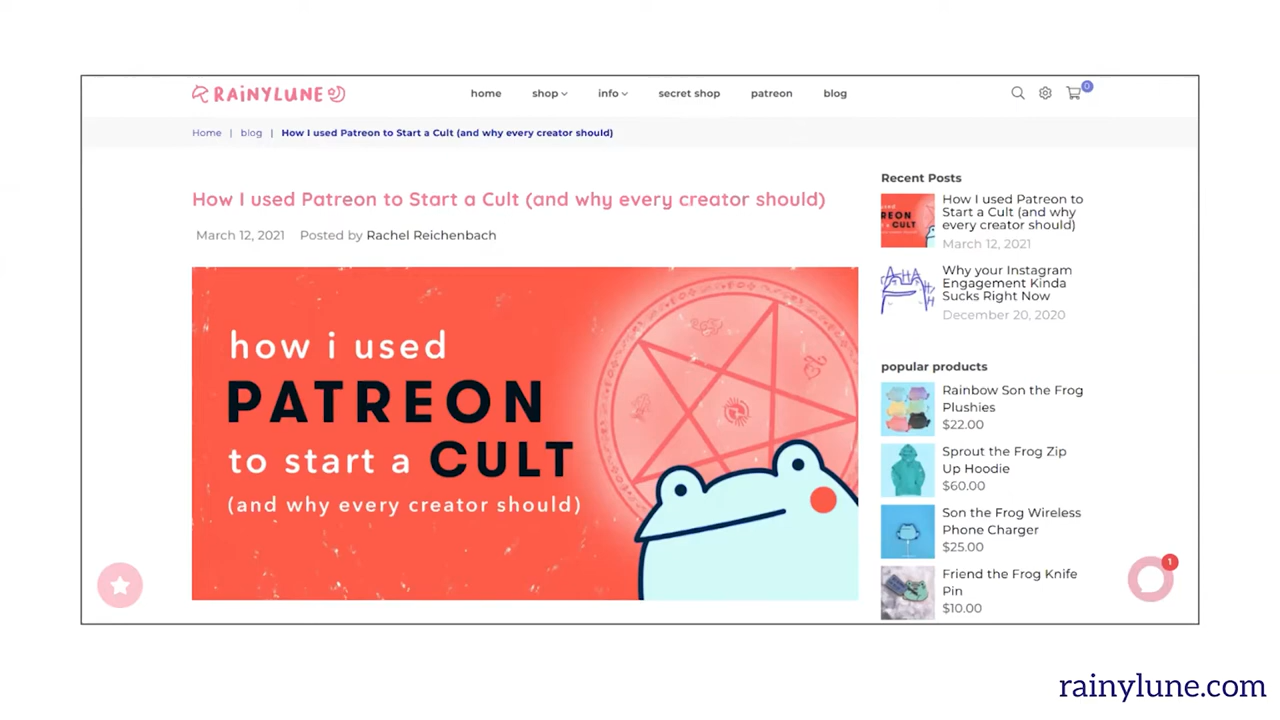 RAINYLUNE
home shop info secret shop patreon blog
0
Home | blog | How I used Patreon to Start a Cult (and why every creator should)
How I used Patreon to Start a Cult (and why every creator should)
March 12, 2021 Posted by Rachel Reichenbach
how i used
PATREON
to start a CULT
(and why every creator should)
Recent Posts
How I used Patreon to
Start a Cult (and why
every creator should)
March 12, 2021
Why your Instagram
Engagement Kinda
Sucks Right Now
December 20, 2020
popular products
Rainbow Son the Frog
Plushies
$22.00
Sprout the Frog Zip
Up Hoodie
$60.00
Son the Frog Wireless
Phone Charger
$25.00
Friend the Frog Knife
Pin
$10.00
1
rainylune.com